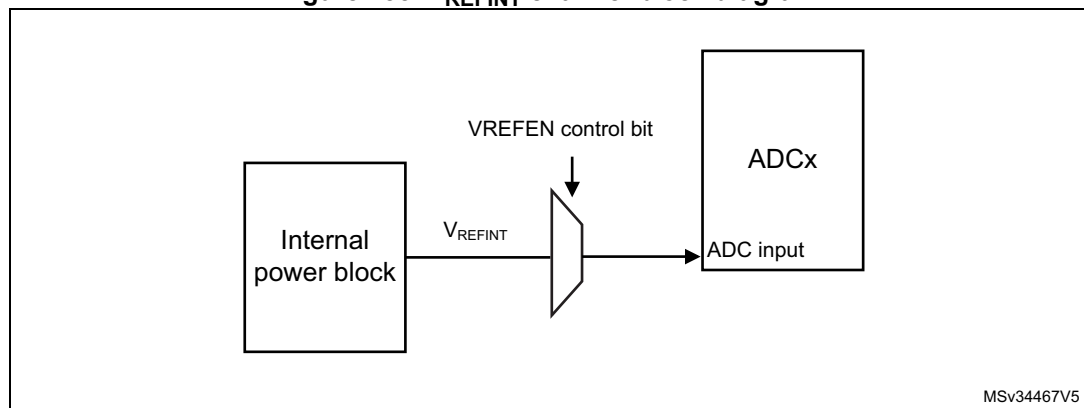 VREFEN control bit
ADCx
Internal
power block
VREFINT
ADC input
MSv34467V5